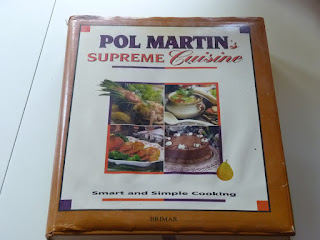 POL MARTIN's
SUPREME Cuisine
Smart and Simple Cooking
BRIMAR